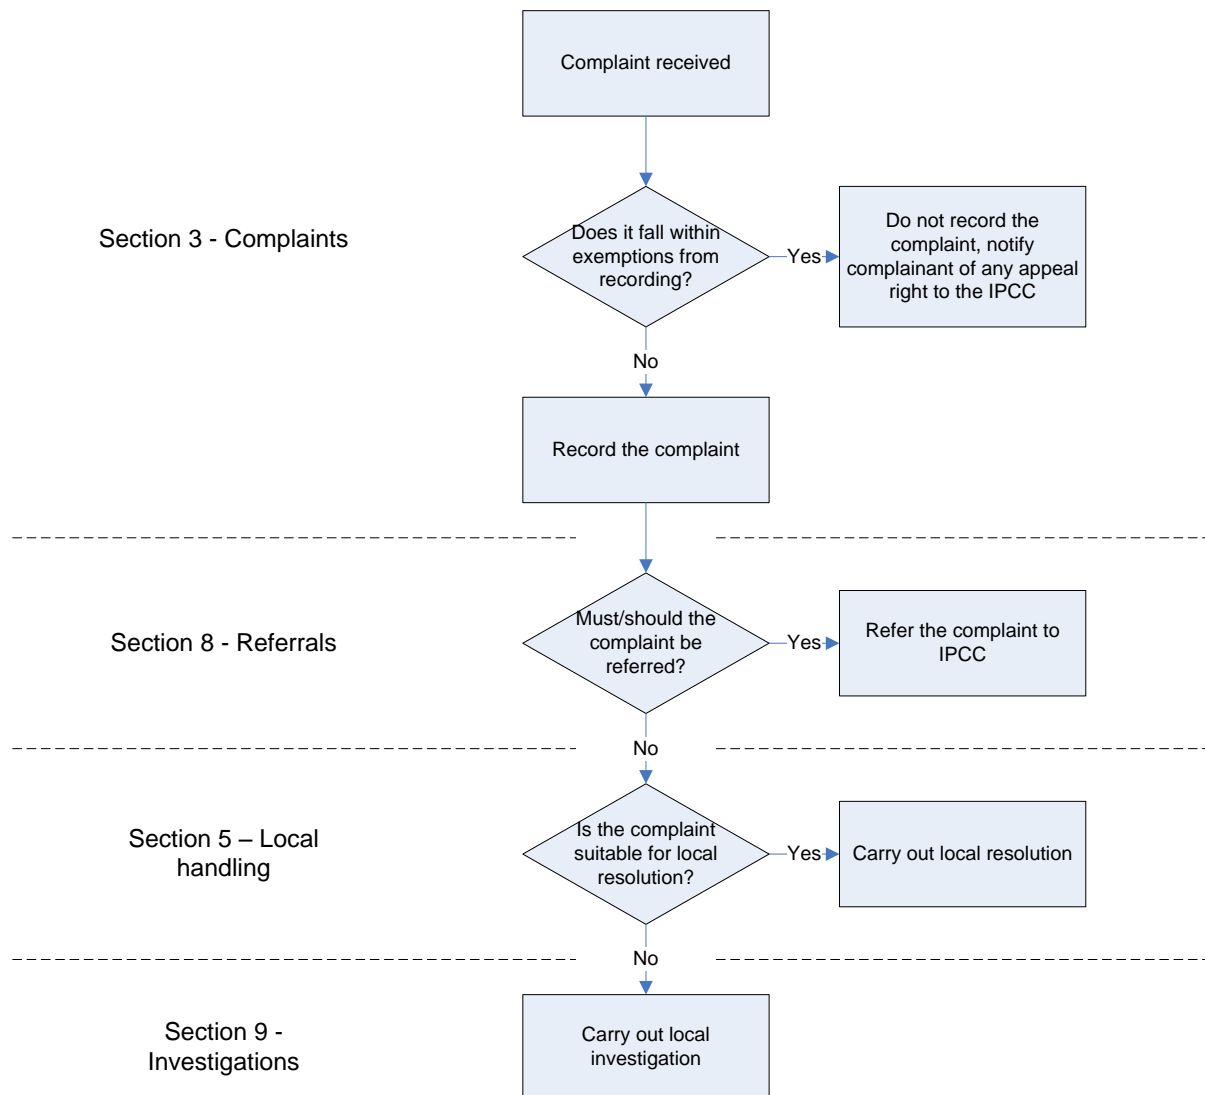 Complaint received
Section 3 - Complaints
Does it fall within
exemptions from
recording?
Yes
Do not record the
complaint, notify
complainant of any appeal
right to the IPCC
No
Record the complaint
Section 8 - Referrals
Must/should the
complaint be
referred?
Yes
Refer the complaint to
IPCC
No
Section 5 – Local
handling
Is the complaint
suitable for local
resolution?
Yes
Carry out local resolution
No
Section 9 -
Investigations
Carry out local
investigation